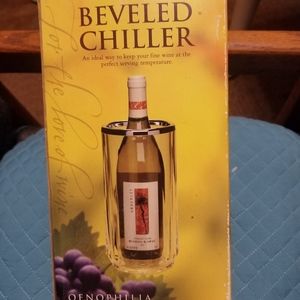 BEVELED
CHILLER
An ideal way to keep your fine wine at the
perfect serving temperature.
For the love of wine
OENOPHILIA